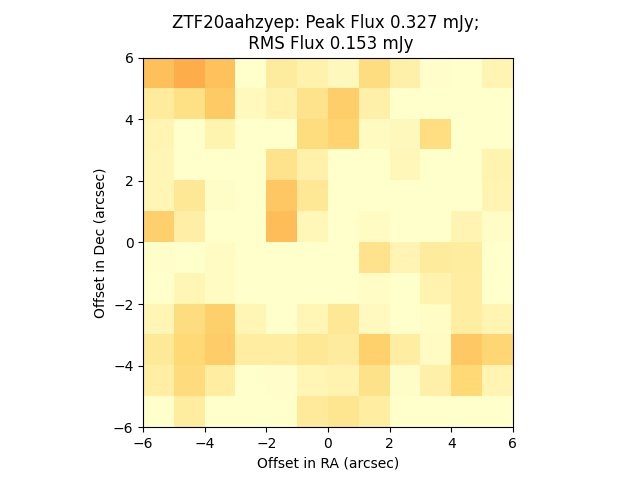 ZTF20aahzyep: Peak Flux 0.327 mJy;
RMS Flux 0.153 mJy
6
4
2
0
−2
−4
−6
Offset in Dec (arcsec)
−6 −4 −2 0 2 4 6
Offset in RA (arcsec)